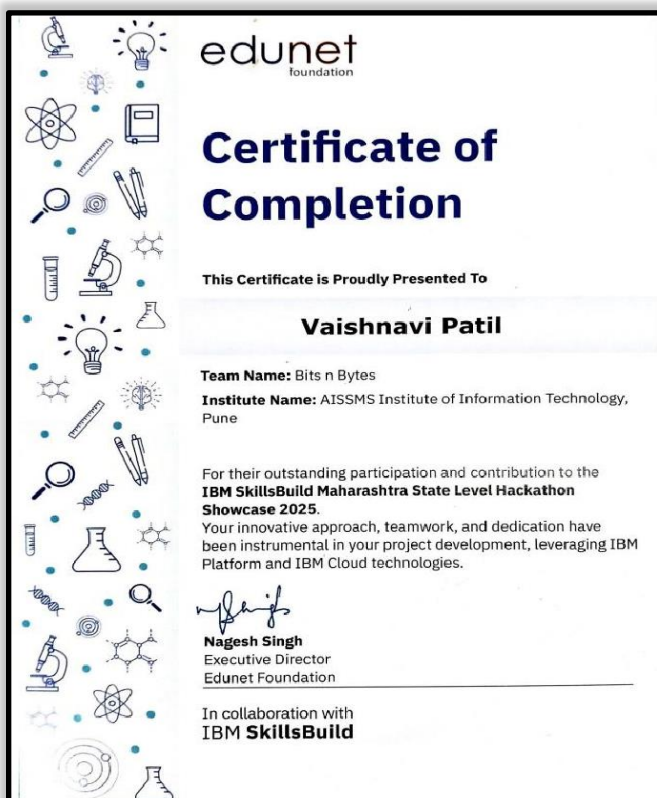 edunet
foundation
Certificate of
Completion
This Certificate is Proudly Presented To
Vaishnavi Patil
Team Name: Bits n Bytes
Institute Name: AISSMS Institute of Information Technology,
Pune
For their outstanding participation and contribution to the
IBM SkillsBuild Maharashtra State Level Hackathon
Showcase 2025.
Your innovative approach, teamwork, and dedication have
been instrumental in your project development, leveraging IBM
Platform and IBM Cloud technologies.
Nagesh Singh
Executive Director
Edunet Foundation
In collaboration with
IBM SkillsBuild